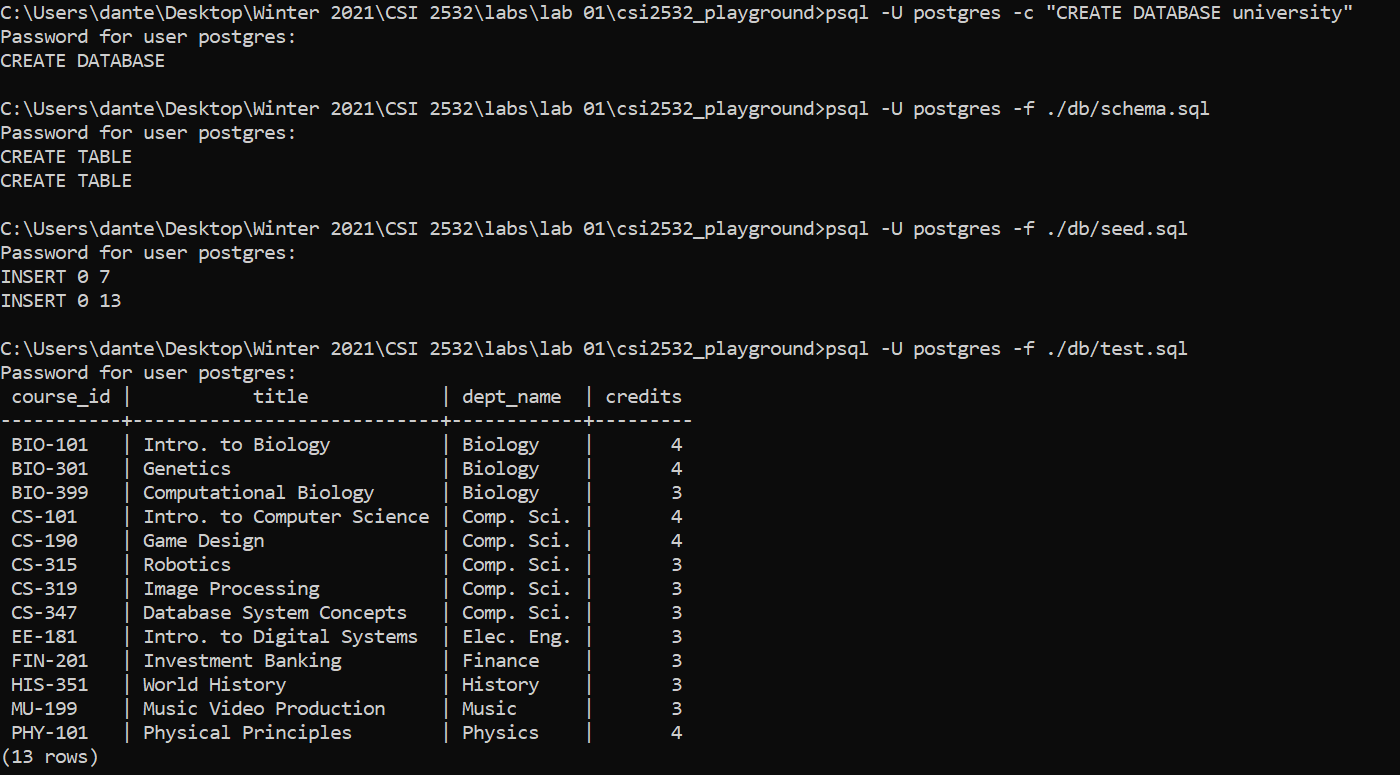 C:\Users\dante\Desktop\Winter 2021\CSI 2532\labs\lab 01\csi2532_playground>psql -U postgres -c "CREATE DATABASE university"
Password for user postgres:
CREATE DATABASE

C:\Users\dante\Desktop\Winter 2021\CSI 2532\labs\lab 01\csi2532_playground>psql -U postgres -f ./db/schema.sql
Password for user postgres:
CREATE TABLE
CREATE TABLE

C:\Users\dante\Desktop\Winter 2021\CSI 2532\labs\lab 01\csi2532_playground>psql -U postgres -f ./db/seed.sql
Password for user postgres:
INSERT 0 7
INSERT 0 13

C:\Users\dante\Desktop\Winter 2021\CSI 2532\labs\lab 01\csi2532_playground>psql -U postgres -f ./db/test.sql
Password for user postgres:
 course_id |           title            | dept_name  | credits
-----------+----------------------------+------------+---------
 BIO-101   | Intro. to Biology          | Biology    |       4
 BIO-301   | Genetics                   | Biology    |       4
 BIO-399   | Computational Biology      | Biology    |       3
 CS-101    | Intro. to Computer Science | Comp. Sci. |       4
 CS-190    | Game Design                | Comp. Sci. |       4
 CS-315    | Robotics                   | Comp. Sci. |       3
 CS-319    | Image Processing           | Comp. Sci. |       3
 CS-347    | Database System Concepts   | Comp. Sci. |       3
 EE-181    | Intro. to Digital Systems  | Elec. Eng. |       3
 FIN-201   | Investment Banking         | Finance    |       3
 HIS-351   | World History              | History    |       3
 MU-199    | Music Video Production     | Music      |       3
 PHY-101   | Physical Principles        | Physics    |       4
(13 rows)